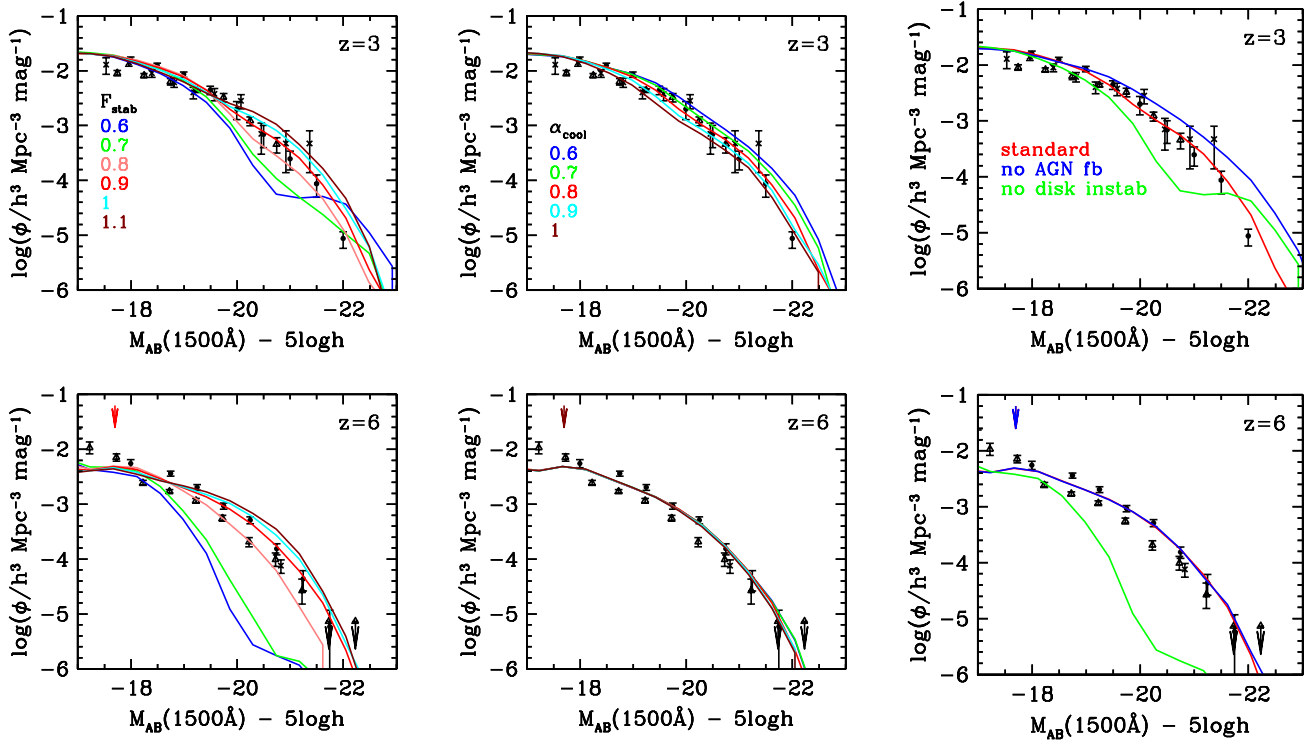 z=3
F_stab
0.6
0.7
0.8
0.9
1
1.1
−1
−2
−3
−4
−5
−6
−18
−20
−22
log(ϕ/h³ Mpc⁻³ mag⁻¹)
M_AB(1500Å) − 5logh
z=3
α_cool
0.6
0.7
0.8
0.9
1
−1
−2
−3
−4
−5
−6
−18
−20
−22
log(ϕ/h³ Mpc⁻³ mag⁻¹)
M_AB(1500Å) − 5logh
z=3
standard
no AGN fb
no disk instab
−1
−2
−3
−4
−5
−6
−18
−20
−22
log(ϕ/h³ Mpc⁻³ mag⁻¹)
M_AB(1500Å) − 5logh
z=6
−1
−2
−3
−4
−5
−6
−18
−20
−22
log(ϕ/h³ Mpc⁻³ mag⁻¹)
M_AB(1500Å) − 5logh
z=6
−1
−2
−3
−4
−5
−6
−18
−20
−22
log(ϕ/h³ Mpc⁻³ mag⁻¹)
M_AB(1500Å) − 5logh
z=6
−1
−2
−3
−4
−5
−6
−18
−20
−22
log(ϕ/h³ Mpc⁻³ mag⁻¹)
M_AB(1500Å) − 5logh